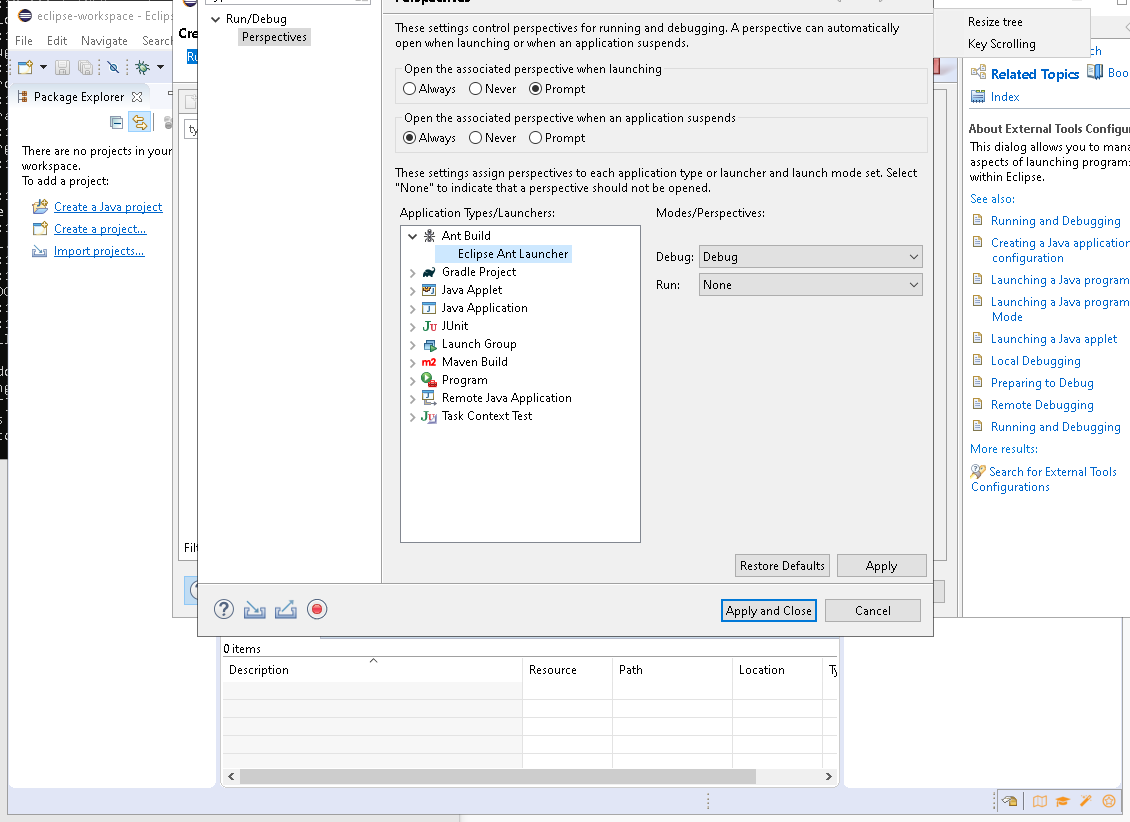 eclipse-workspace - Eclips
File Edit Navigate Search
Package Explorer
There are no projects in your
workspace.
To add a project:
Create a Java project
Create a project...
Import projects...
Cre
Run/Debug
Perspectives
These settings control perspectives for running and debugging. A perspective can automatically
open when launching or when an application suspends.
Open the associated perspective when launching
Always Never Prompt
Open the associated perspective when an application suspends
Always Never Prompt
These settings assign perspectives to each application type or launcher and launch mode set. Select
"None" to indicate that a perspective should not be opened.
Application Types/Launchers:
Ant Build
Eclipse Ant Launcher
Gradle Project
Java Applet
Java Application
JUnit
Launch Group
Maven Build
Program
Remote Java Application
Task Context Test
Modes/Perspectives:
Debug: Debug
Run: None
Restore Defaults Apply
Apply and Close Cancel
Resize tree
Key Scrolling
Related Topics Boo
Index
About External Tools Configur
This dialog allows you to mana
aspects of launching program
within Eclipse.
See also:
Running and Debugging
Creating a Java application
configuration
Launching a Java program
Launching a Java program
Mode
Launching a Java applet
Local Debugging
Preparing to Debug
Remote Debugging
Running and Debugging
More results:
Search for External Tools
Configurations
0 items
Description Resource Path Location Ty